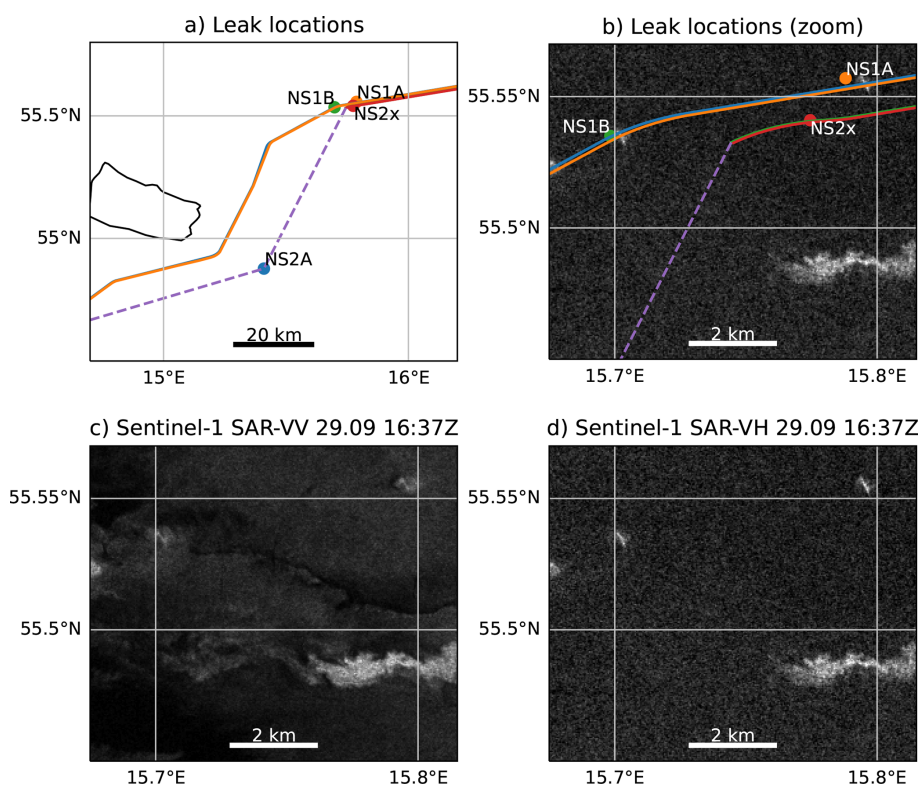 a) Leak locations
b) Leak locations (zoom)
55.5°N
55°N
NS1B
NS1A
NS2x
NS2A
20 km
15°E
16°E
55.55°N
55.5°N
NS1A
NS1B
NS2x
2 km
15.7°E
15.8°E
c) Sentinel-1 SAR-VV 29.09 16:37Z
d) Sentinel-1 SAR-VH 29.09 16:37Z
55.55°N
55.5°N
2 km
15.7°E
15.8°E
55.55°N
55.5°N
2 km
15.7°E
15.8°E